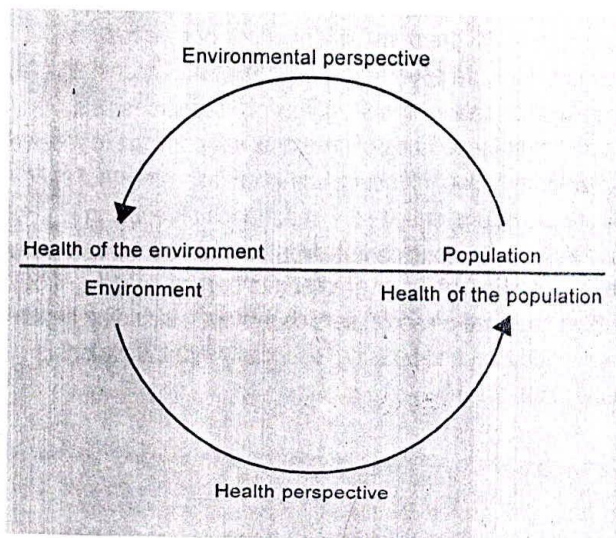 Environmental perspective
Health of the environment Population
Environment Health of the population
Health perspective